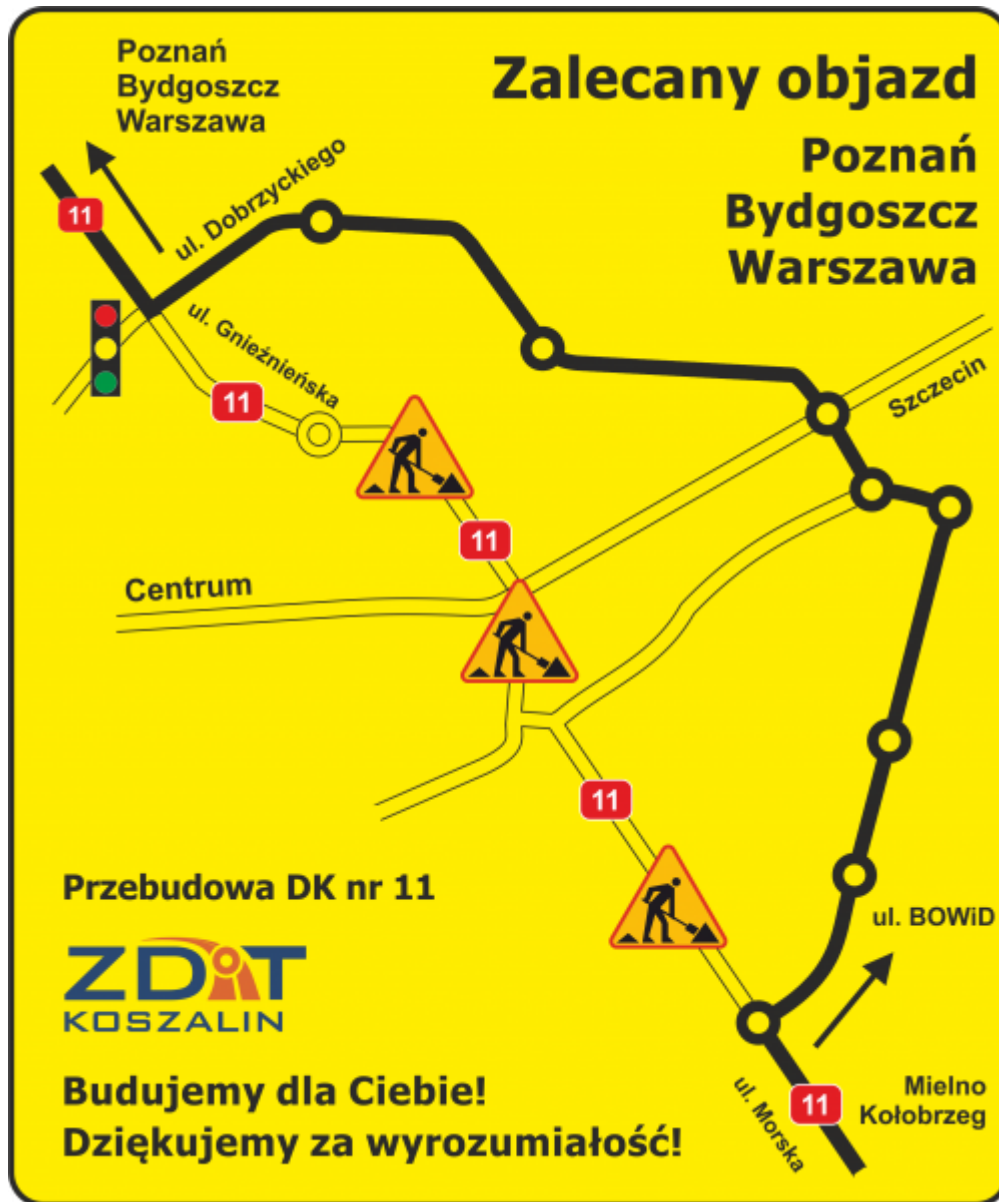 Poznań
Bydgoszcz
Warszawa
Zalecany objazd
Poznań
Bydgoszcz
Warszawa
11
ul. Dobrzyckiego
ul. Gnieźnieńska
11
Szczecin
11
Centrum
11
Przebudowa DK nr 11
ul. BOWiD
ZDiT
KOSZALIN
Budujemy dla Ciebie!
Dziękujemy za wyrozumiałość!
ul. Morska
11
Mielno
Kołobrzeg